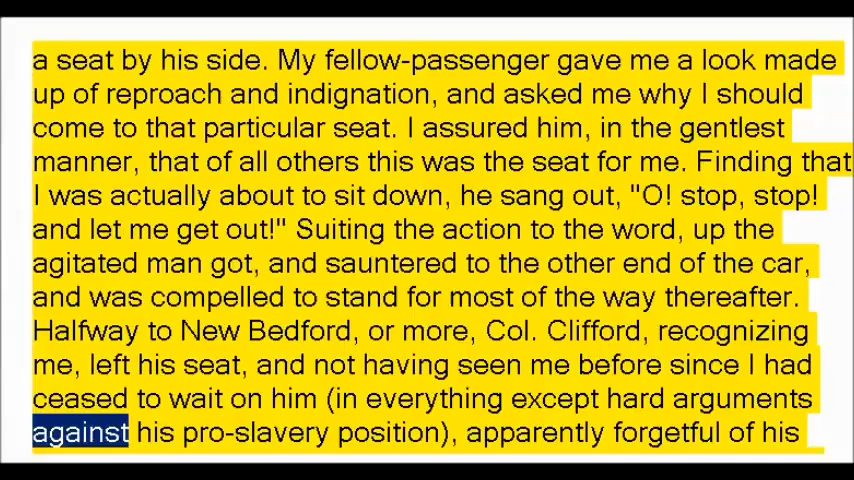 a seat by his side. My fellow-passenger gave me a look made
up of reproach and indignation, and asked me why I should
come to that particular seat. I assured him, in the gentlest
manner, that of all others this was the seat for me. Finding that
I was actually about to sit down, he sang out, "O! stop, stop!
and let me get out!" Suiting the action to the word, up the
agitated man got, and sauntered to the other end of the car,
and was compelled to stand for most of the way thereafter.
Halfway to New Bedford, or more, Col. Clifford, recognizing
me, left his seat, and not having seen me before since I had
ceased to wait on him (in everything except hard arguments
against his pro-slavery position), apparently forgetful of his